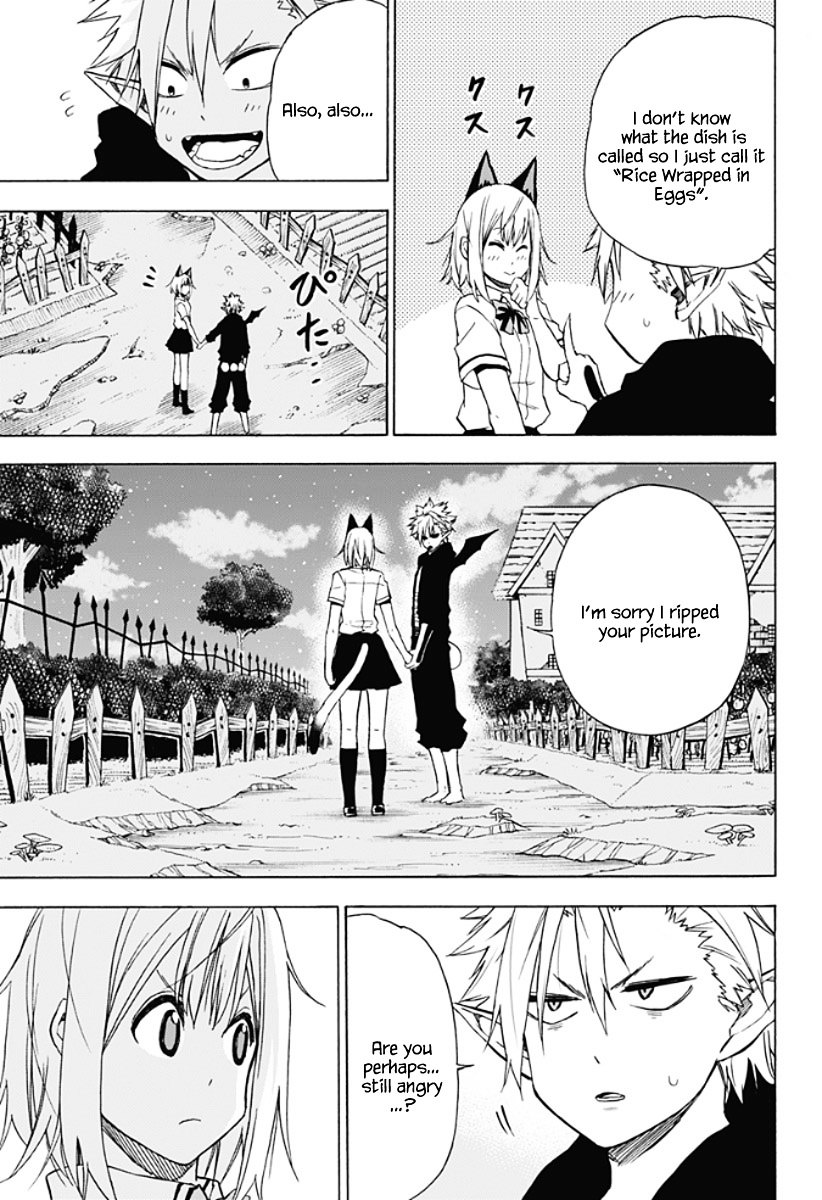 I don't know
what the dish is
called so I just call it
"Rice Wrapped in
Eggs".
クスクス
Also, also...
ぴた...
I'm sorry I ripped
your picture.
Are you
perhaps...
still angry
...?